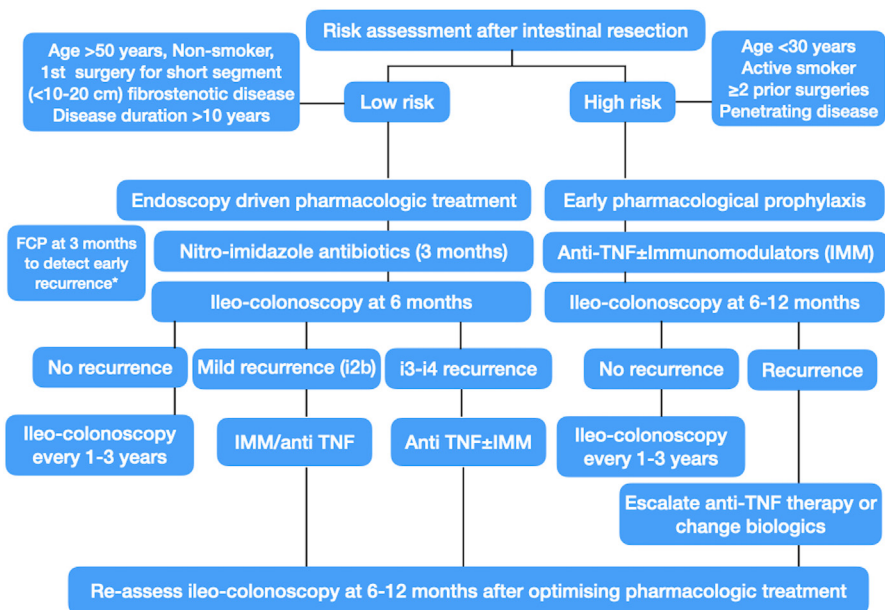 Risk assessment after intestinal resection
Age >50 years, Non-smoker,
1st surgery for short segment
(<10-20 cm) fibrostenotic disease
Disease duration >10 years
Low risk
High risk
Age <30 years
Active smoker
≥2 prior surgeries
Penetrating disease
Endoscopy driven pharmacologic treatment
Early pharmacological prophylaxis
FCP at 3 months
to detect early
recurrence*
Nitro-imidazole antibiotics (3 months)
Anti-TNF±Immunomodulators (IMM)
Ileo-colonoscopy at 6 months
Ileo-colonoscopy at 6-12 months
No recurrence
Mild recurrence (i2b)
i3-i4 recurrence
No recurrence
Recurrence
Ileo-colonoscopy
every 1-3 years
IMM/anti TNF
Anti TNF±IMM
Ileo-colonoscopy
every 1-3 years
Escalate anti-TNF therapy or
change biologics
Re-assess ileo-colonoscopy at 6-12 months after optimising pharmacologic treatment